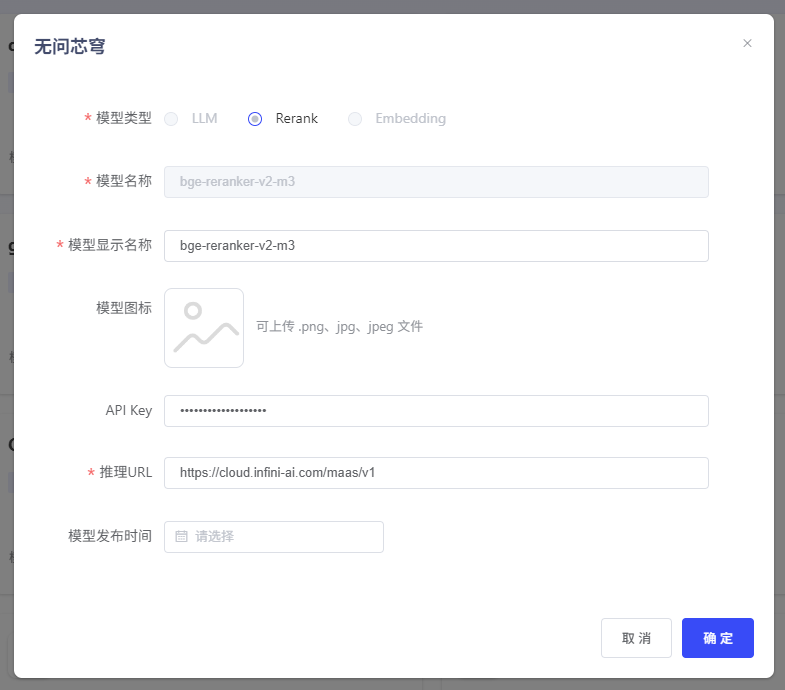 无问芯穹
* 模型类型 LLM Rerank Embedding
* 模型名称 bge-reranker-v2-m3
* 模型显示名称 bge-reranker-v2-m3
模型图标 可上传 .png、jpg、jpeg 文件
API Key •••••••••••••••••••
* 推理URL https://cloud.infini-ai.com/maas/v1
模型发布时间 请选择
取 消 确 定